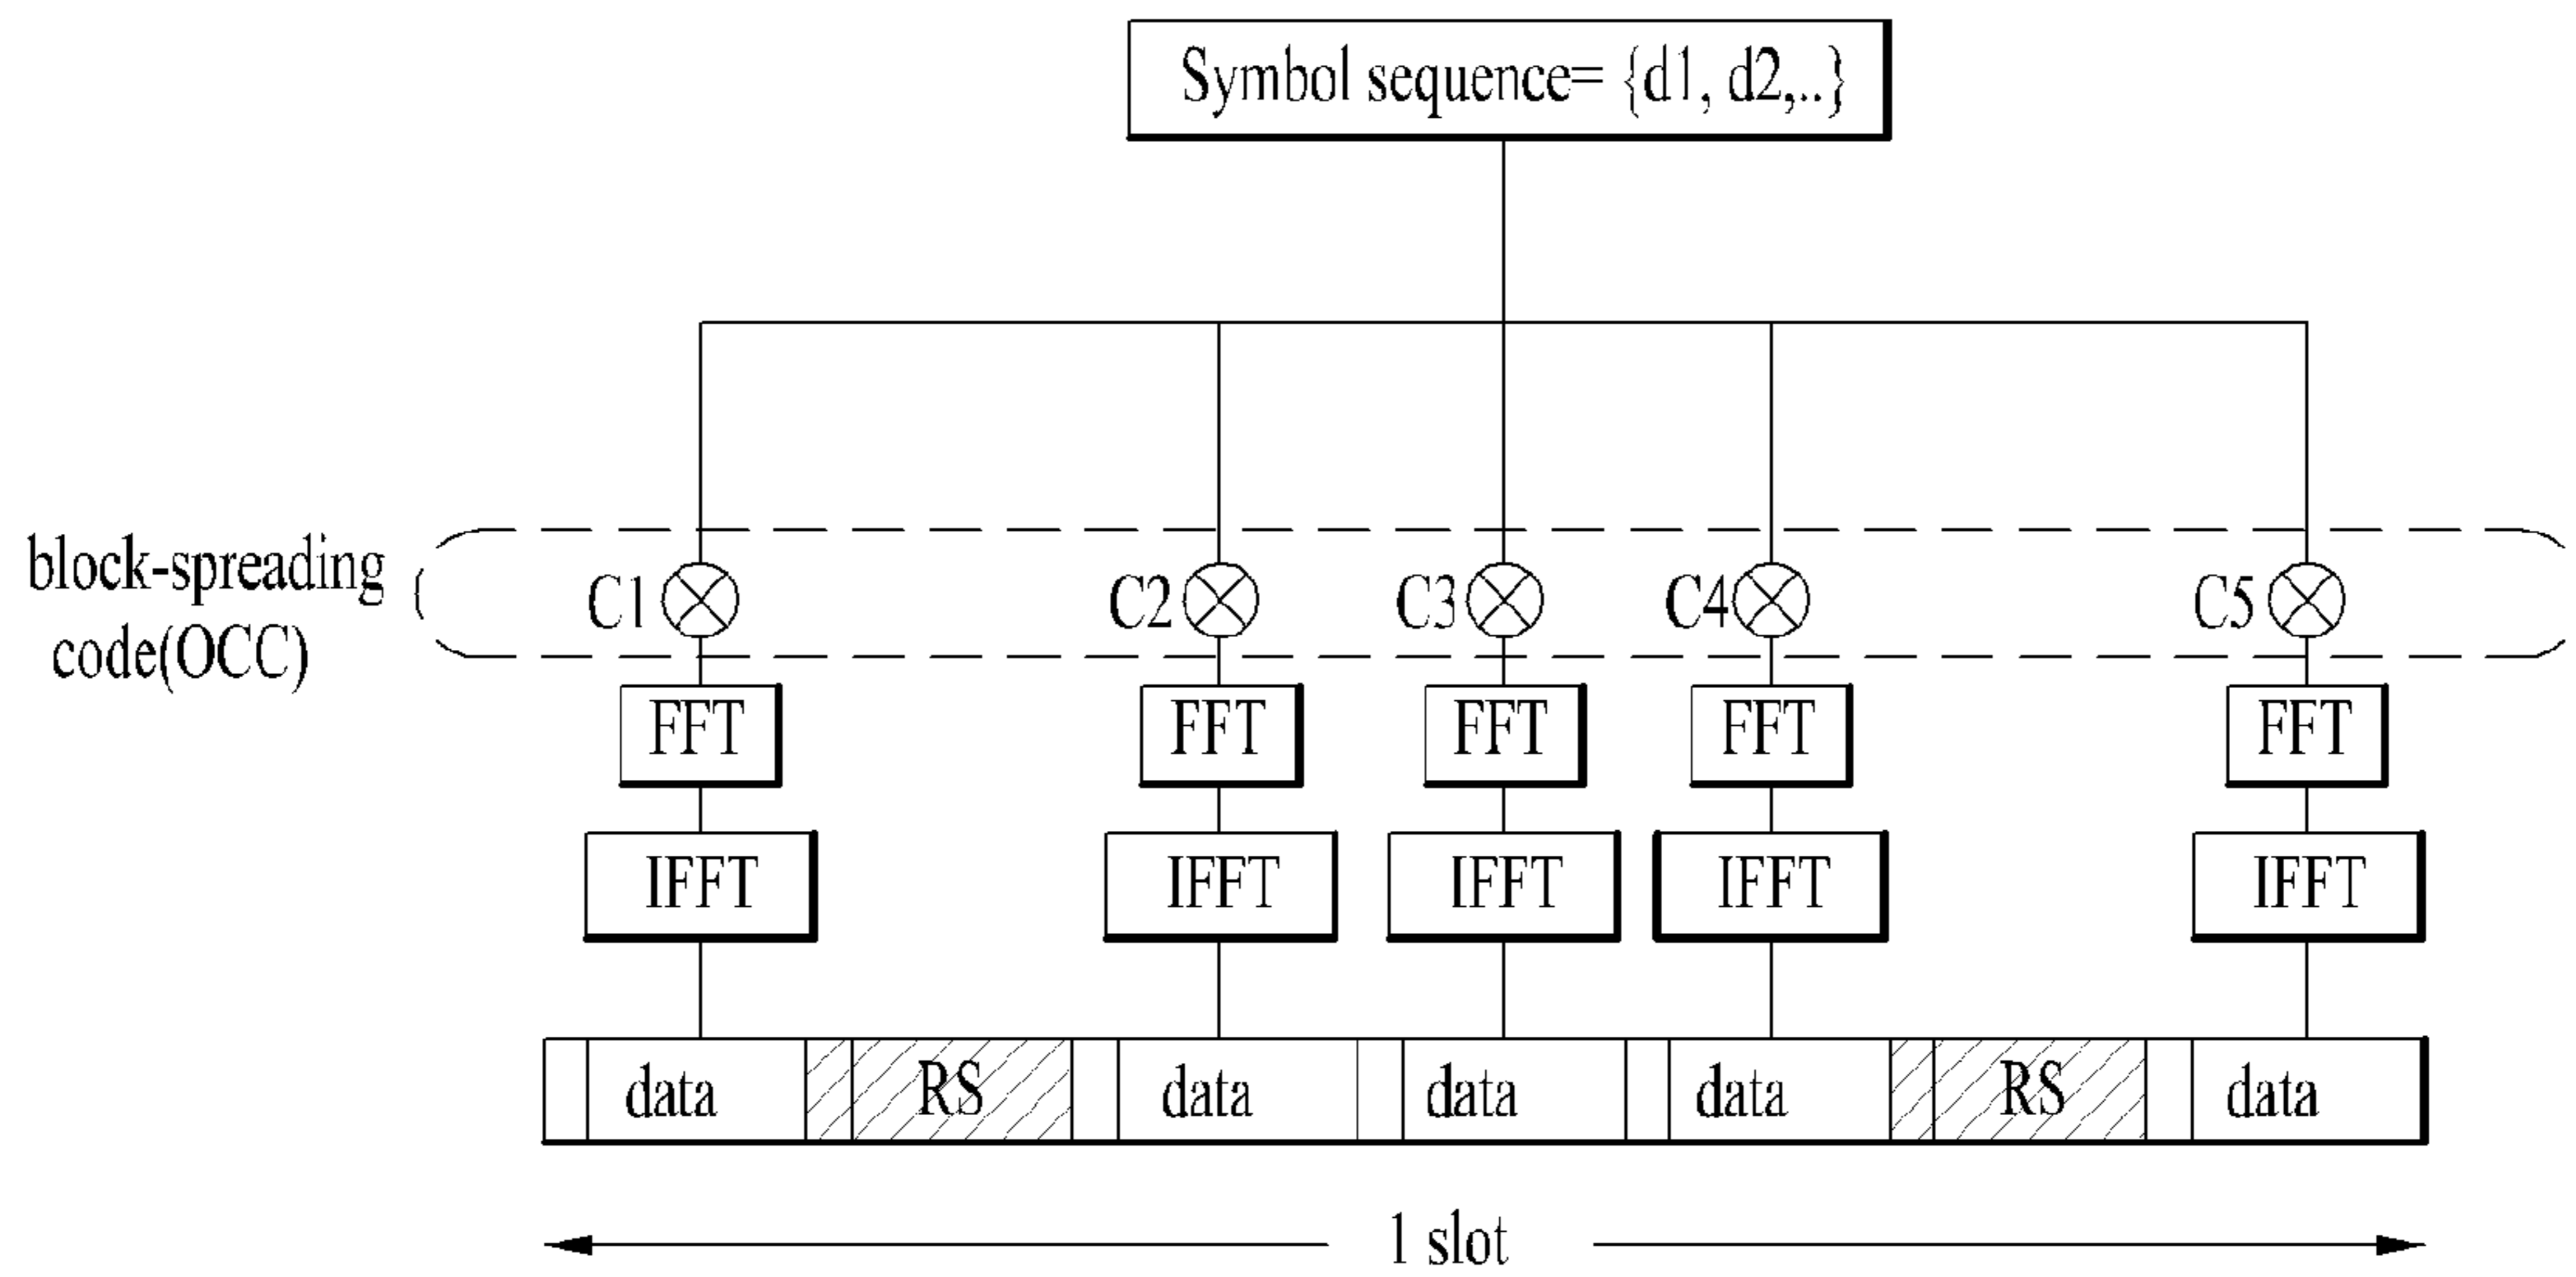 Symbol sequence= {d1, d2,..}
block-spreading
code(OCC)
C1
C2
C3
C4
C5
FFT
FFT
FFT
FFT
FFT
IFFT
IFFT
IFFT
IFFT
IFFT
data
RS
data
data
data
RS
data
1 slot